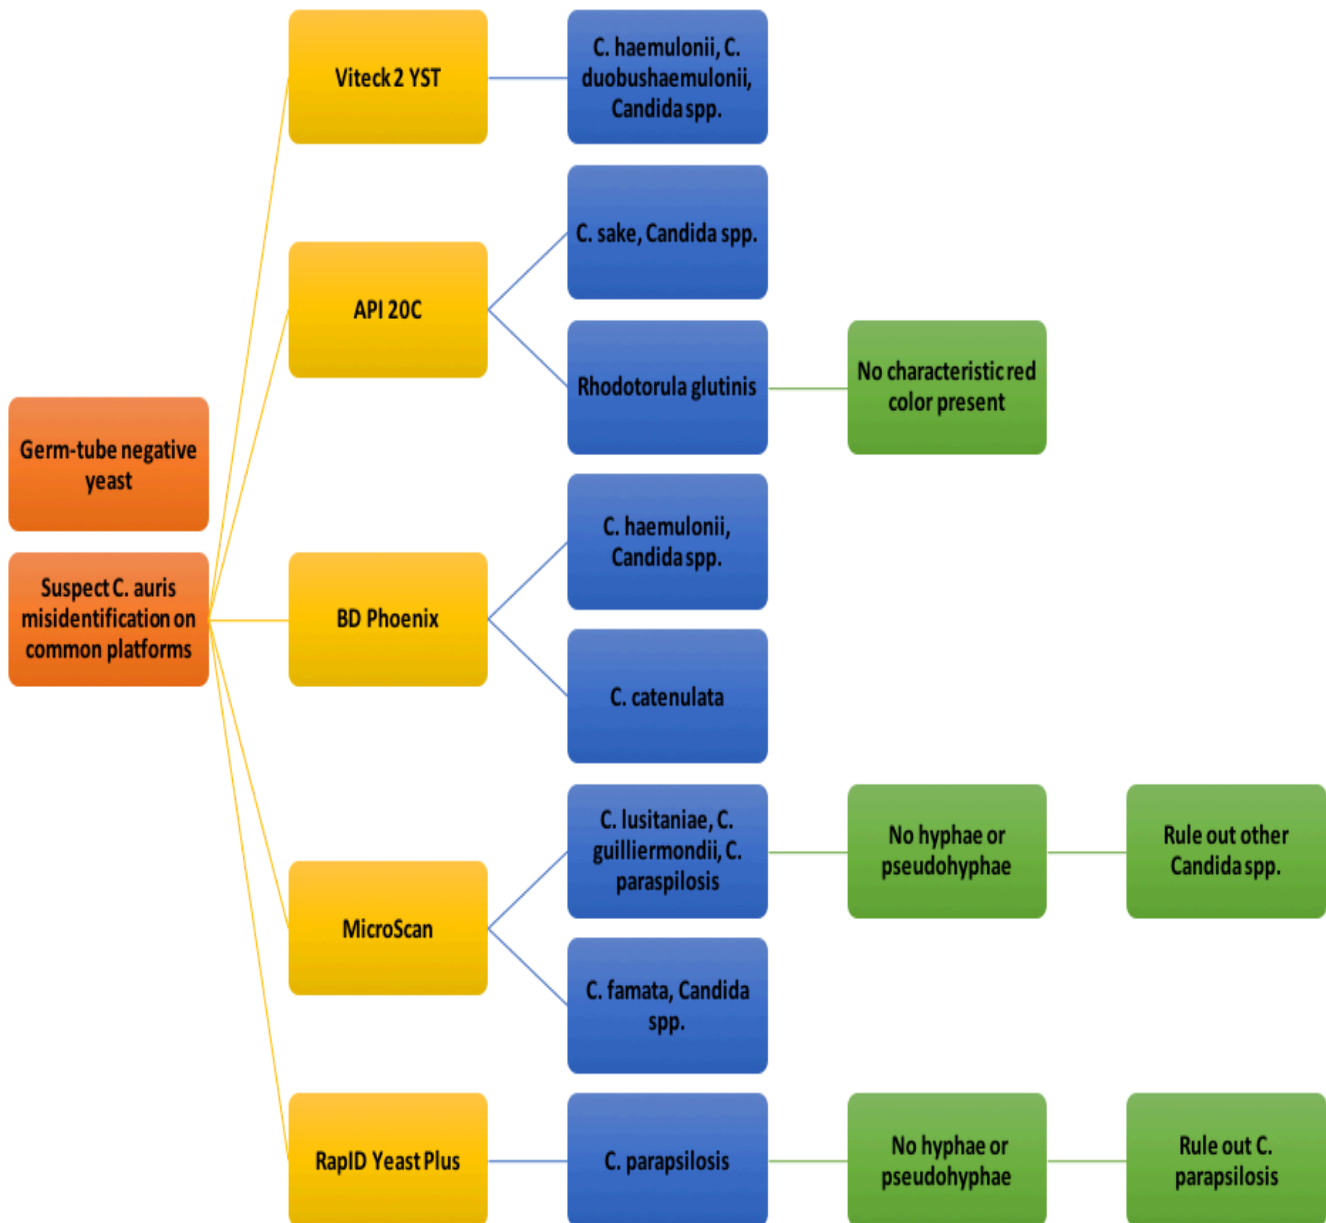 Germ-tube negative
yeast
Suspect C. auris
misidentification on
common platforms
Viteck 2 YST
C. haemulonii, C.
duobushaemulonii,
Candida spp.
API 20C
C. sake, Candida spp.
Rhodotorula glutinis
No characteristic red
color present
BD Phoenix
C. haemulonii,
Candida spp.
C. catenulata
MicroScan
C. lusitaniae, C.
guilliermondii, C.
paraspilosis
No hyphae or
pseudohyphae
Rule out other
Candida spp.
C. famata, Candida
spp.
RapID Yeast Plus
C. parapsilosis
No hyphae or
pseudohyphae
Rule out C.
parapsilosis